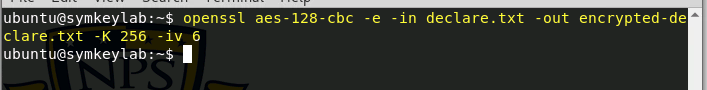 ubuntu@symkeylab:~$ openssl aes-128-cbc -e -in declare.txt -out encrypted-de
clare.txt -K 256 -iv 6
ubuntu@symkeylab:~$
NPS